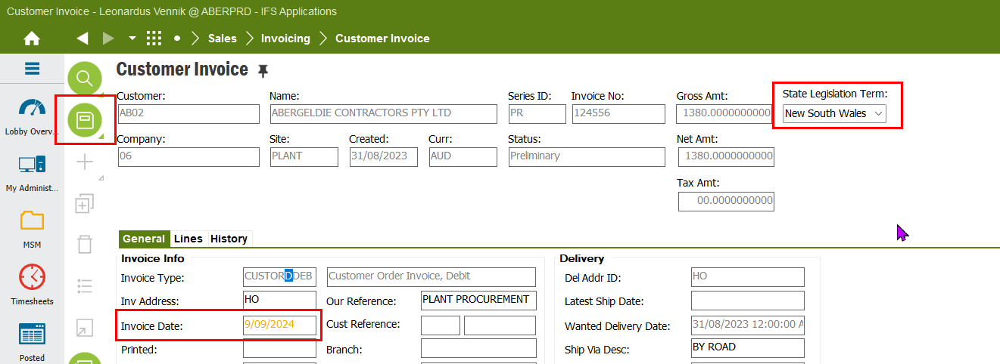 Customer Invoice - Leonardus Vennik @ ABERPRD - IFS Applications
Sales Invoicing Customer Invoice
Customer Invoice
Customer: Name: Series ID: Invoice No: Gross Amt: State Legislation Term:
AB02 ABERGELDIE CONTRACTORS PTY LTD PR 124556 1380.0000000000 New South Wales
Company: Site: Created: Curr: Status: Net Amt:
06 PLANT 31/08/2023 AUD Preliminary 1380.0000000000
Tax Amt:
00.0000000000
Lobby Overv...
My Administ...
MSM
Timesheets
Posted
General Lines History
Invoice Info Delivery
Invoice Type: CUSTORDDEB Customer Order Invoice, Debit Del Addr ID: HO
Inv Address: HO Our Reference: PLANT PROCUREMENT Latest Ship Date:
Invoice Date: 9/09/2024 Cust Reference: Wanted Delivery Date: 31/08/2023 12:00:00 A
Printed: Branch: Ship Via Desc: BY ROAD